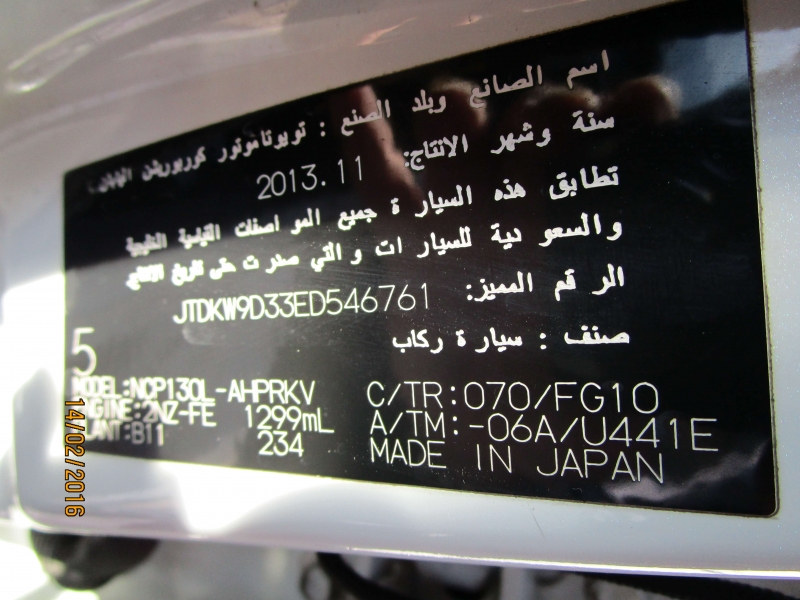 اسم الصانع وبلد الصنع : تويوتا موتور كوربوريشن اليابان.
سنة وشهر الانتاج: 2013.11
تطابق هذه السيارة جميع المواصفات القياسية الخليجية
والسعودية للسيارات والتي صدرت حتى تاريخ الانتاج.
الرقم المميز: JTDKW9D33ED546761
صنف : سيارة ركاب
5
MODEL:NCP130L-AHPRKV
ENGINE:2NZ-FE 1299mL
PLANT:B11 234
C/TR:070/FG10
A/TM:-06A/U441E
MADE IN JAPAN
14/02/2016